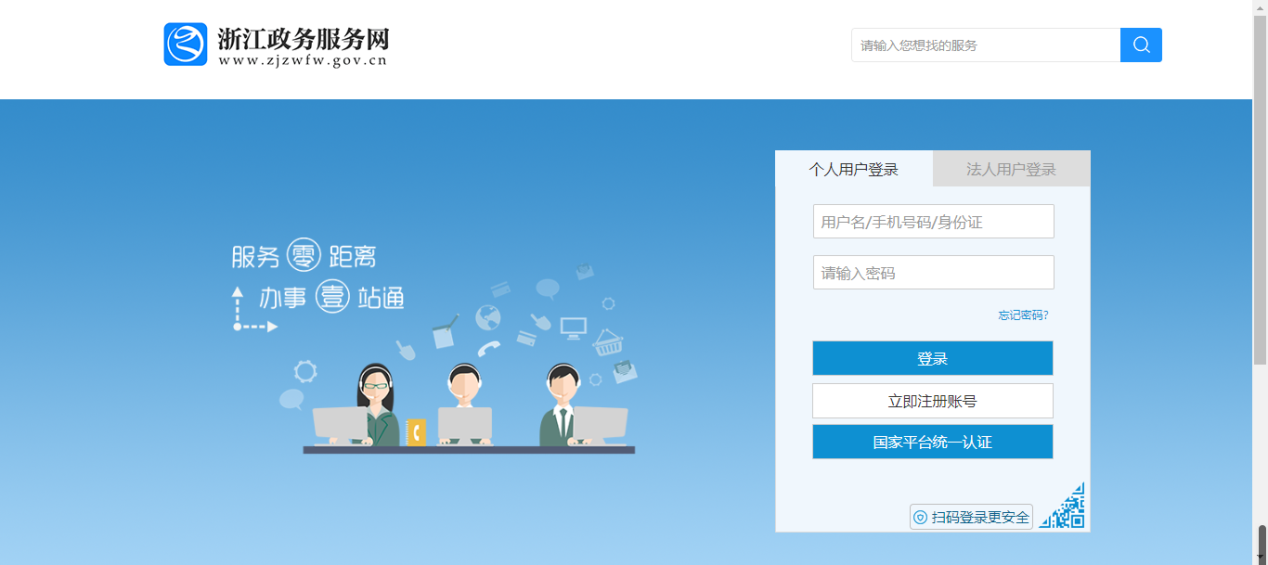 浙江政务服务网
www.zjzwfw.gov.cn
请输入您想找的服务
个人用户登录
法人用户登录
用户名/手机号码/身份证
请输入密码
忘记密码?
登录
立即注册账号
国家平台统一认证
扫码登录更安全
服务零距离
办事壹站通